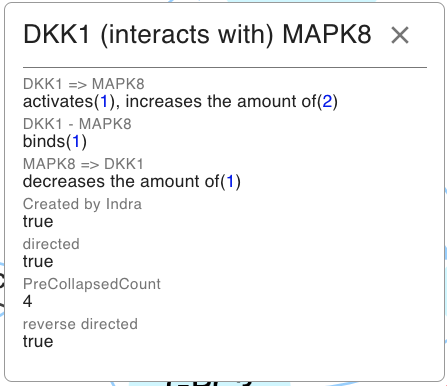 DKK1 (interacts with) MAPK8
DKK1 => MAPK8
activates(1), increases the amount of(2)
DKK1 - MAPK8
binds(1)
MAPK8 => DKK1
decreases the amount of(1)
Created by Indra
true
directed
true
PreCollapsedCount
4
reverse directed
true